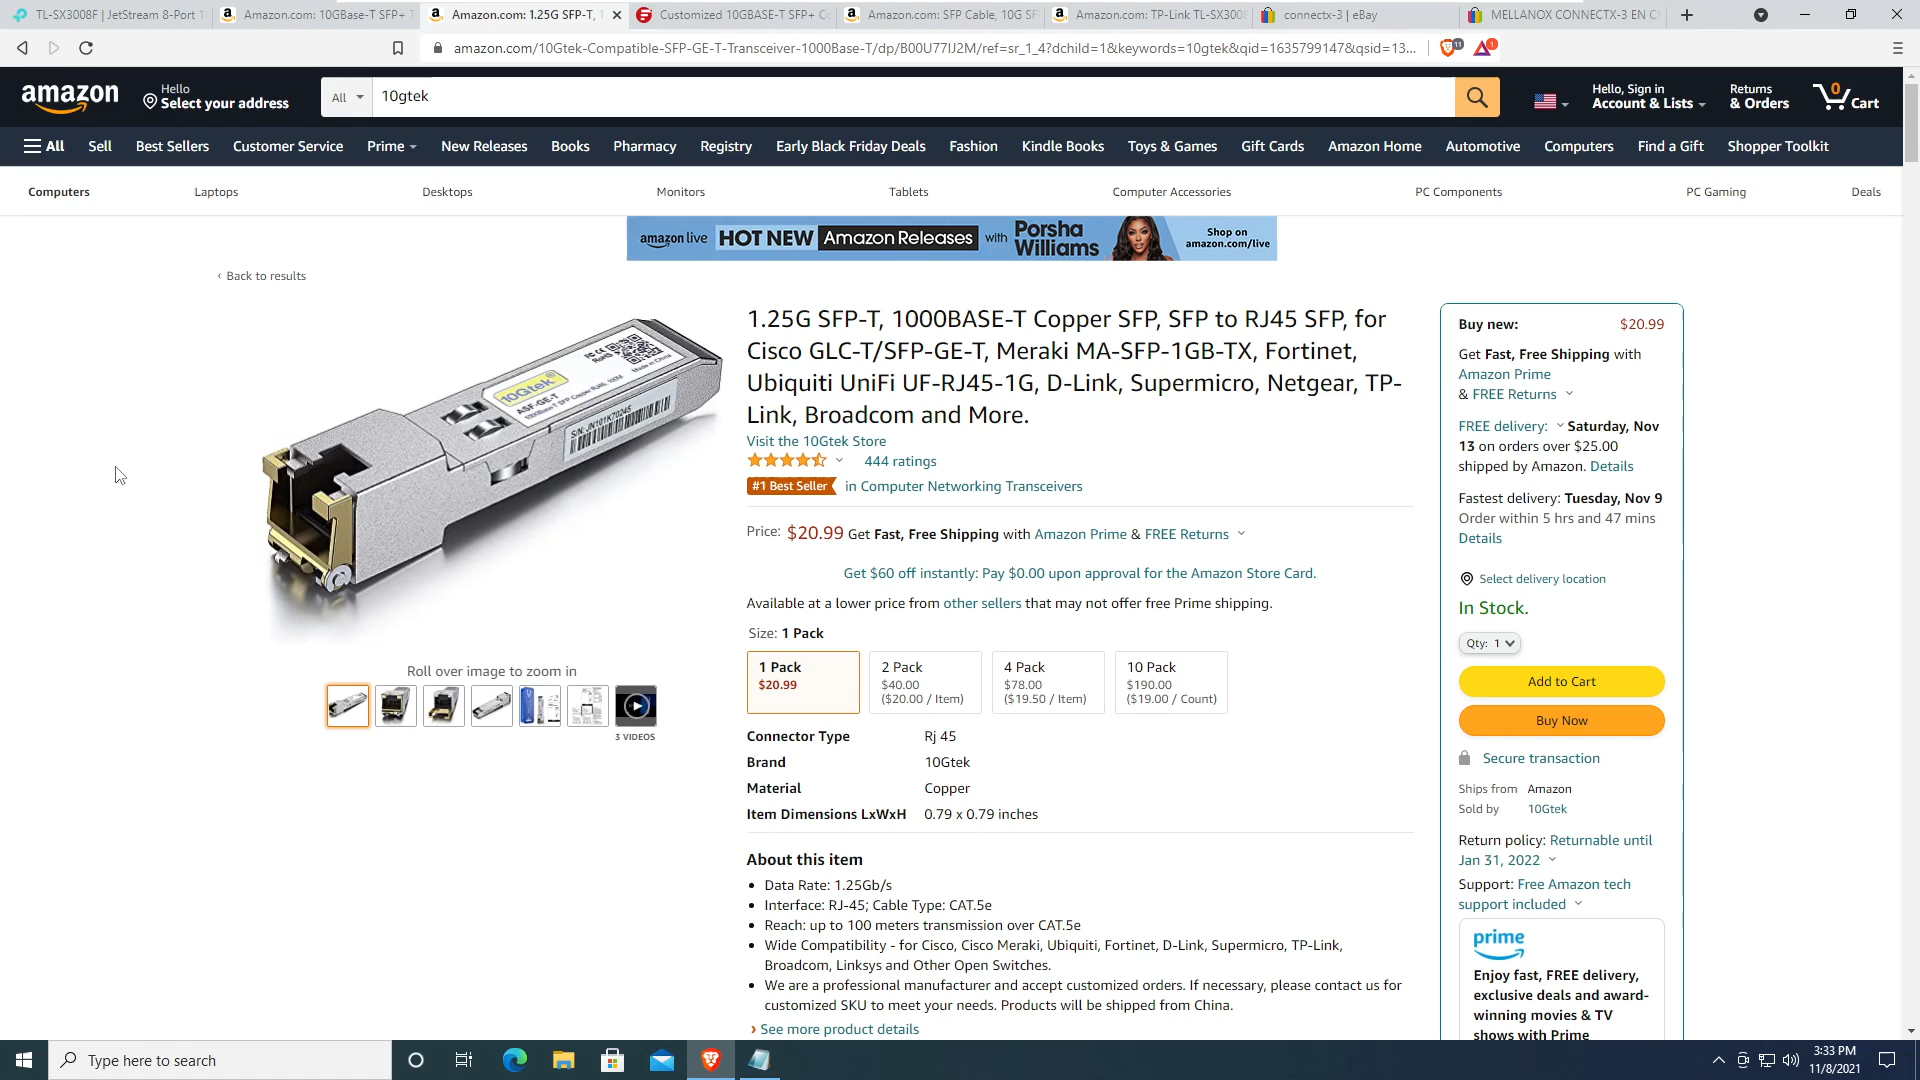 TL-SX3008F | JetStream 8-Port 1
Amazon.com: 10GBase-T SFP+ T
Amazon.com: 1.25G SFP-T, 1
Customized 10GBASE-T SFP+ Co
Amazon.com: SFP Cable, 10G SF
Amazon.com: TP-Link TL-SX3008
connectx-3 | eBay
MELLANOX CONNECTX-3 EN CX
amazon.com/10Gtek-Compatible-SFP-GE-T-Transceiver-1000Base-T/dp/B00U77IJ2M/ref=sr_1_4?dchild=1&keywords=10gtek&qid=1635799147&qsid=13...
11
1
amazon
Hello
Select your address
All
10gtek
Hello, Sign in
Account & Lists
Returns
& Orders
0
Cart
All
Sell
Best Sellers
Customer Service
Prime
New Releases
Books
Pharmacy
Registry
Early Black Friday Deals
Fashion
Kindle Books
Toys & Games
Gift Cards
Amazon Home
Automotive
Computers
Find a Gift
Shopper Toolkit
Computers
Laptops
Desktops
Monitors
Tablets
Computer Accessories
PC Components
PC Gaming
Deals
amazon live HOT NEW Amazon Releases with Porsha Williams
Shop on
amazon.com/live
‹ Back to results
FC CE
RoHS
Made in China
10Gtek®
ASF-GE-T
1000Base-T SFP Copper RJ45, 100M
S/N: JN101K70245
Roll over image to zoom in
3 VIDEOS
1.25G SFP-T, 1000BASE-T Copper SFP, SFP to RJ45 SFP, for
Cisco GLC-T/SFP-GE-T, Meraki MA-SFP-1GB-TX, Fortinet,
Ubiquiti UniFi UF-RJ45-1G, D-Link, Supermicro, Netgear, TP-
Link, Broadcom and More.
Visit the 10Gtek Store
444 ratings
#1 Best Seller in Computer Networking Transceivers
Price: $20.99 Get Fast, Free Shipping with Amazon Prime & FREE Returns
Get $60 off instantly: Pay $0.00 upon approval for the Amazon Store Card.
Available at a lower price from other sellers that may not offer free Prime shipping.
Size: 1 Pack
1 Pack
$20.99
2 Pack
$40.00
($20.00 / Item)
4 Pack
$78.00
($19.50 / Item)
10 Pack
$190.00
($19.00 / Count)
Connector Type Rj 45
Brand 10Gtek
Material Copper
Item Dimensions LxWxH 0.79 x 0.79 inches
About this item
• Data Rate: 1.25Gb/s
• Interface: RJ-45; Cable Type: CAT.5e
• Reach: up to 100 meters transmission over CAT.5e
• Wide Compatibility - for Cisco, Cisco Meraki, Ubiquiti, Fortinet, D-Link, Supermicro, TP-Link,
Broadcom, Linksys and Other Open Switches.
• We are a professional manufacturer and accept customized orders. If necessary, please contact us for
customized SKU to meet your needs. Products will be shipped from China.
› See more product details
Buy new: $20.99
Get Fast, Free Shipping with
Amazon Prime
& FREE Returns
FREE delivery: Saturday, Nov
13 on orders over $25.00
shipped by Amazon. Details
Fastest delivery: Tuesday, Nov 9
Order within 5 hrs and 47 mins
Details
Select delivery location
In Stock.
Qty: 1
Add to Cart
Buy Now
Secure transaction
Ships from Amazon
Sold by 10Gtek
Return policy: Returnable until
Jan 31, 2022
Support: Free Amazon tech
support included
prime
Enjoy fast, FREE delivery,
exclusive deals and award-
winning movies & TV
shows with Prime
Type here to search
3:33 PM
11/8/2021